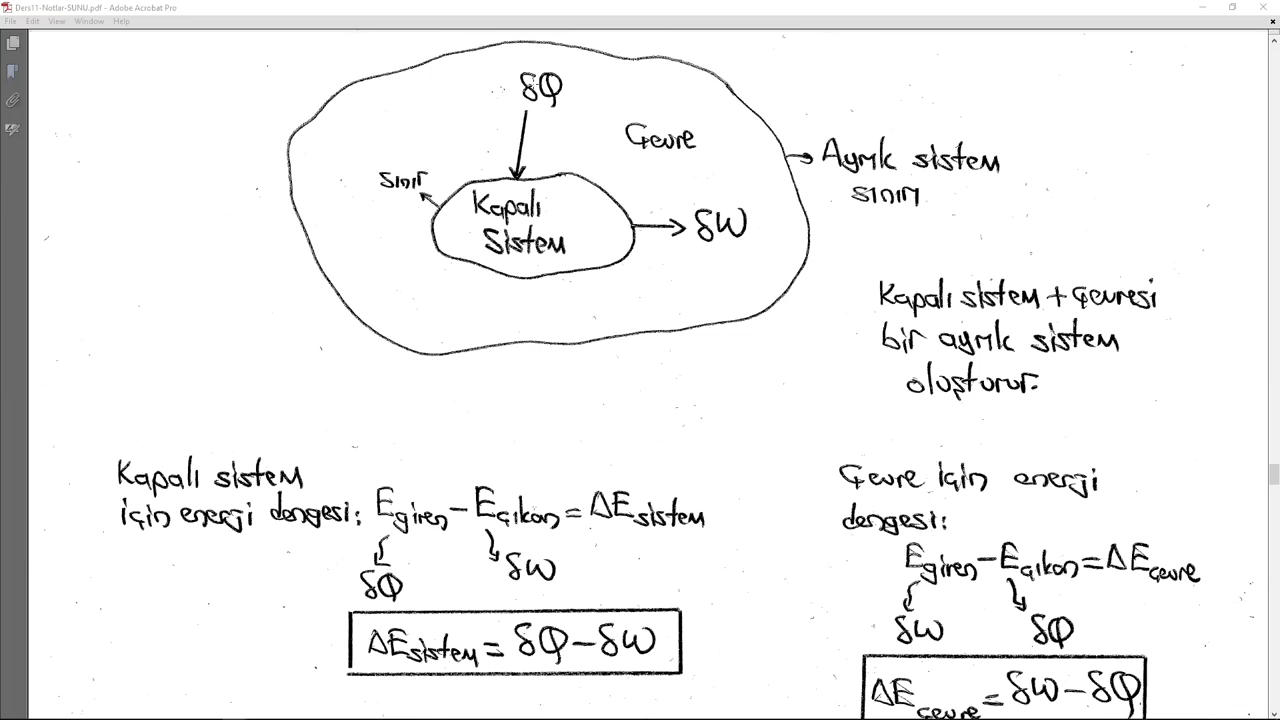 Ders11-Notlar-SUNU.pdf - Adobe Acrobat Pro
File Edit View Window Help
δQ
Çevre
Ayrık sistem
sınırı
sınır
Kapalı
Sistem
δW
Kapalı sistem + Çevresi
bir ayrık sistem
oluşturur.
Kapalı sistem
için enerji dengesi: Egiren - Eçıkan = ΔEsistem
δQ
δW
ΔEsistem = δQ - δW
Çevre için enerji
dengesi:
Egiren - Eçıkan = ΔEçevre
δW δQ
ΔEçevre = δW - δQ